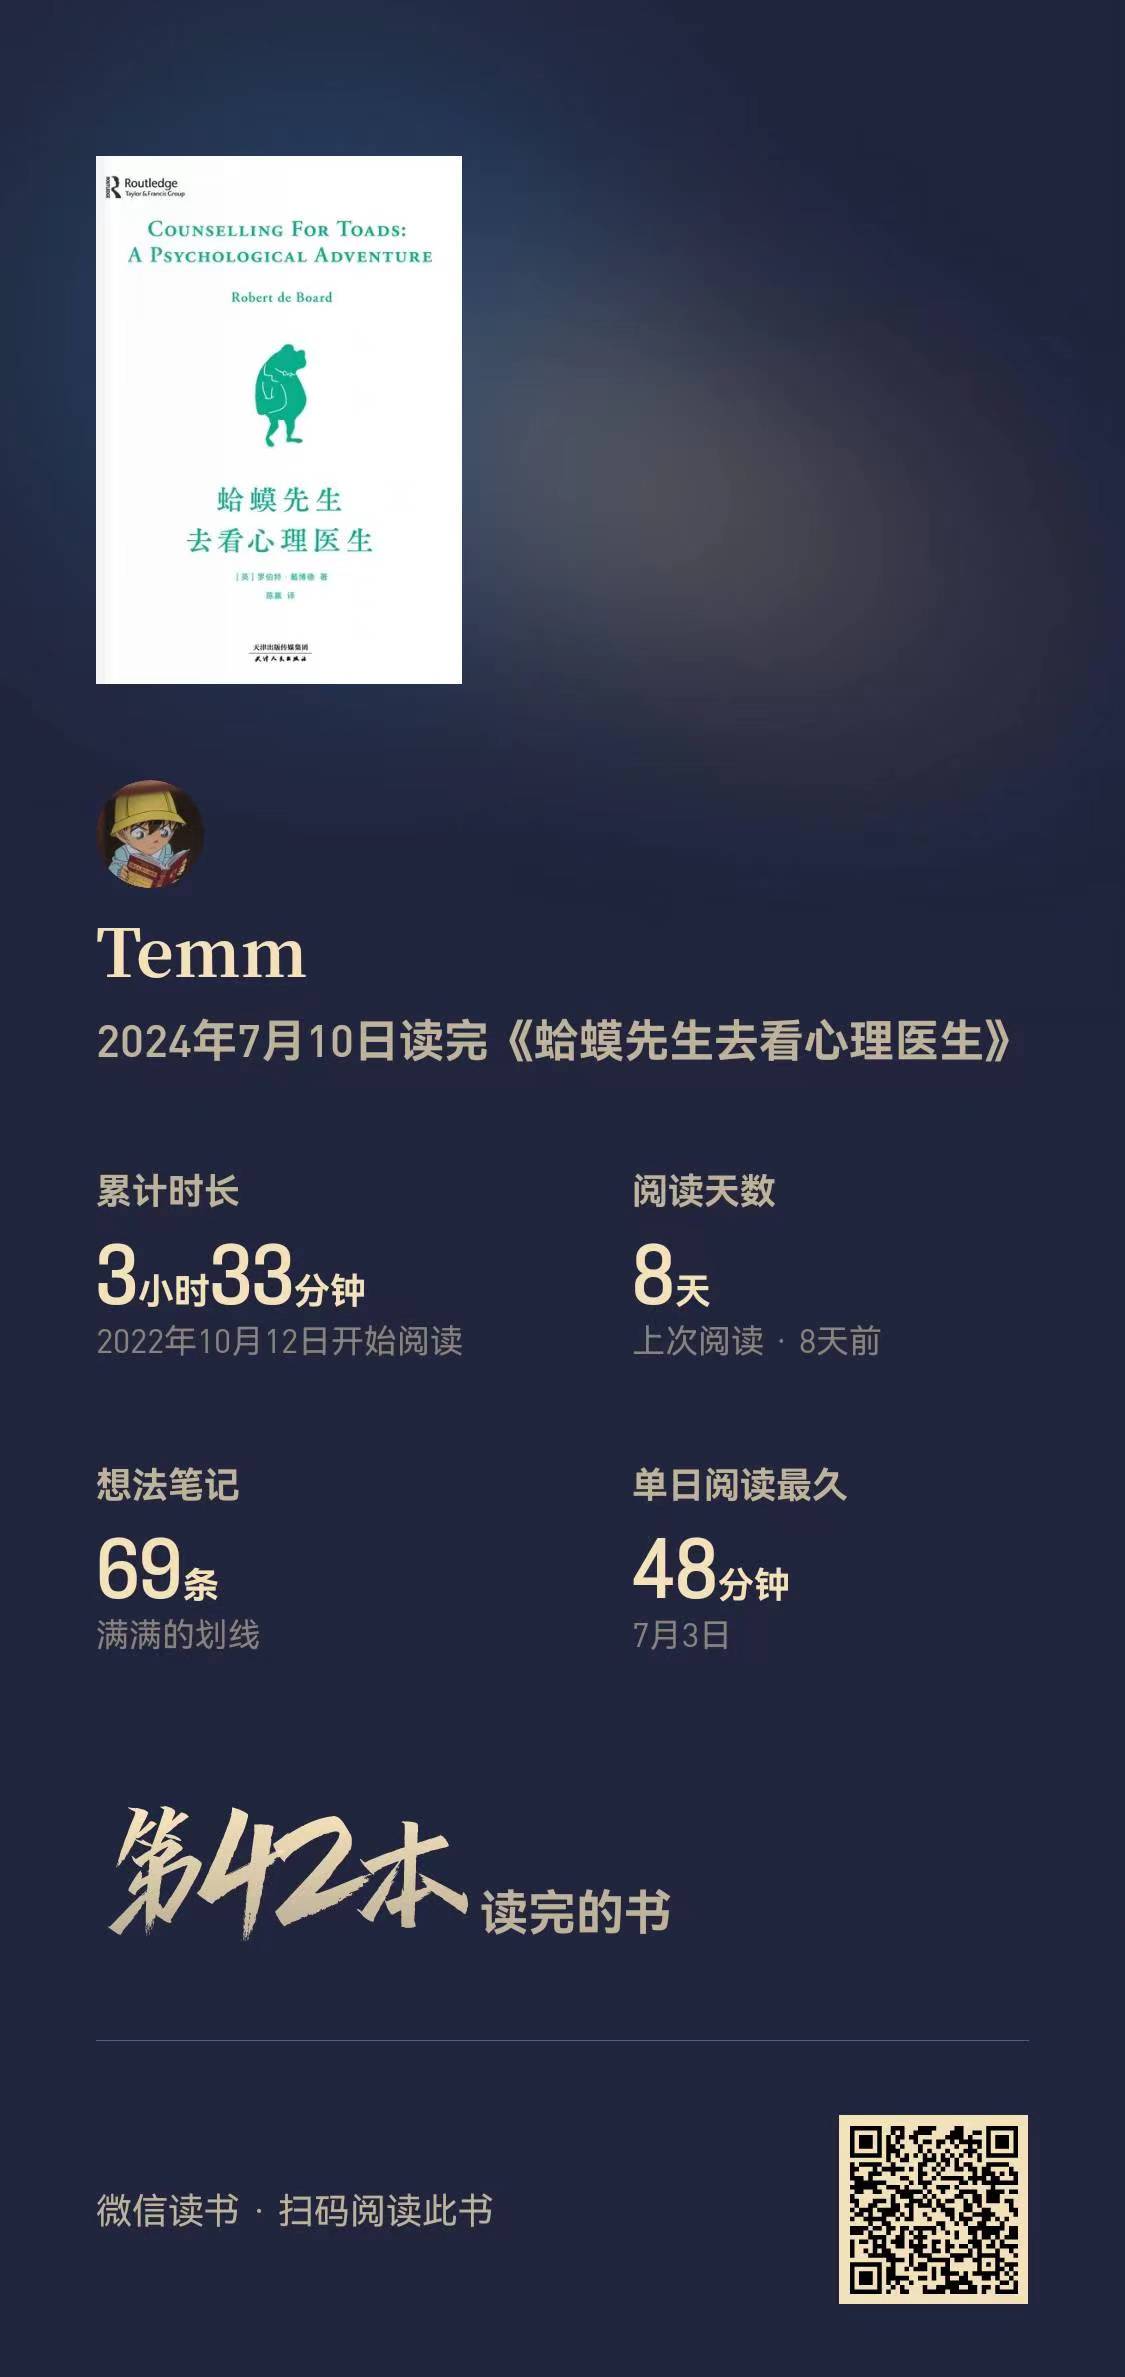 Routledge
Taylor & Francis Group
COUNSELLING FOR TOADS:
A PSYCHOLOGICAL ADVENTURE
Robert de Board
蛤蟆先生
去看心理医生
[英] 罗伯特·戴博德 著
陈赢 译
天津出版传媒集团
天津人民出版社
Temm
2024年7月10日读完《蛤蟆先生去看心理医生》
累计时长
3小时33分钟
2022年10月12日开始阅读
阅读天数
8天
上次阅读 · 8天前
想法笔记
69条
满满的划线
单日阅读最久
48分钟
7月3日
第42本 读完的书
微信读书 · 扫码阅读此书